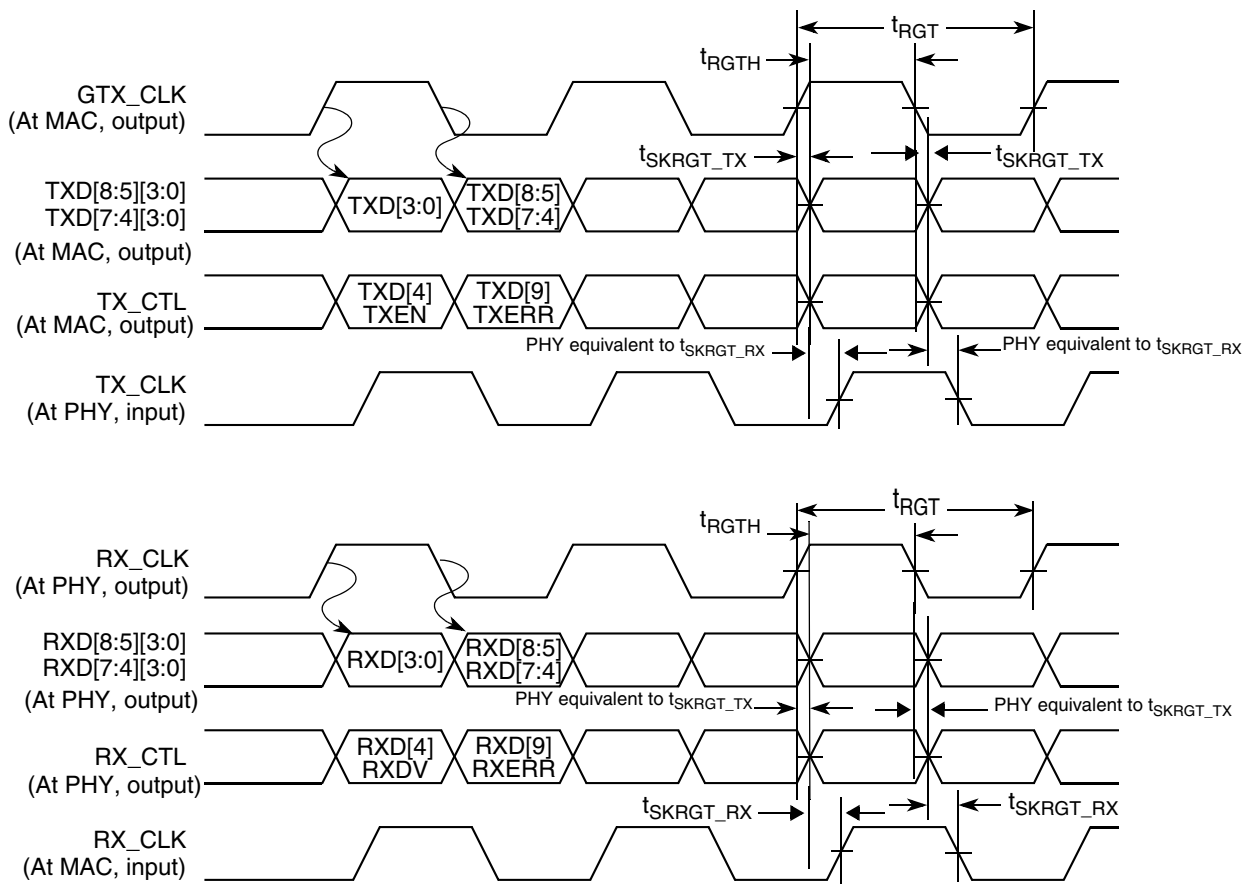 tRGT
tRGTH
GTX_CLK
(At MAC, output)
tSKRGT_TX
tSKRGT_TX
TXD[8:5][3:0]
TXD[7:4][3:0]
(At MAC, output)
TXD[3:0]
TXD[8:5]
TXD[7:4]
TX_CTL
(At MAC, output)
TXD[4]
TXEN
TXD[9]
TXERR
PHY equivalent to tSKRGT_RX
PHY equivalent to tSKRGT_RX
TX_CLK
(At PHY, input)
tRGT
tRGTH
RX_CLK
(At PHY, output)
RXD[8:5][3:0]
RXD[7:4][3:0]
(At PHY, output)
RXD[3:0]
RXD[8:5]
RXD[7:4]
PHY equivalent to tSKRGT_TX
PHY equivalent to tSKRGT_TX
RX_CTL
(At PHY, output)
RXD[4]
RXDV
RXD[9]
RXERR
tSKRGT_RX
tSKRGT_RX
RX_CLK
(At MAC, input)